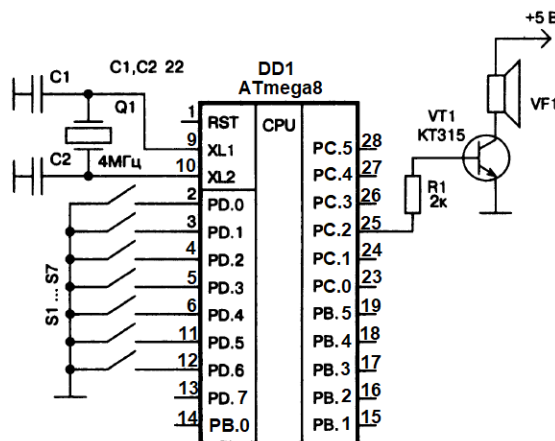 +5 В
C1
C1,C2 22
DD1
ATmega8
Q1
VF1
VT1
КТ315
1
RST
CPU
9
XL1
PC.5
28
C2
4МГц
10
XL2
PC.4
27
2
PD.0
PC.3
26
R1
2к
3
PD.1
PC.2
25
4
PD.2
PC.1
24
5
PD.3
PC.0
23
S1 ... S7
6
PD.4
PB.5
19
11
PD.5
PB.4
18
12
PD.6
PB.3
17
13
PD.7
PB.2
16
14
PB.0
PB.1
15